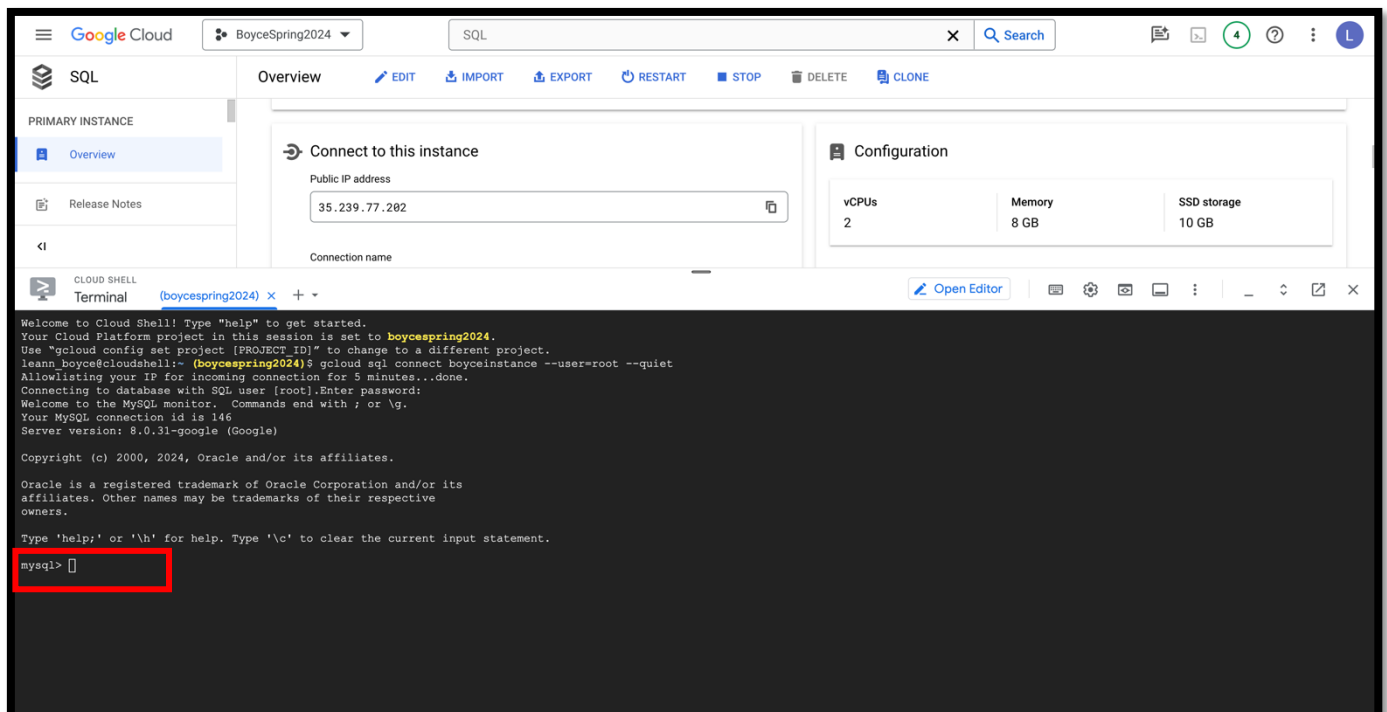 Google Cloud
BoyceSpring2024
SQL
Search
4
L
SQL
Overview
EDIT
IMPORT
EXPORT
RESTART
STOP
DELETE
CLONE
PRIMARY INSTANCE
Overview
Release Notes
Connect to this instance
Public IP address
35.239.77.202
Connection name
Configuration
vCPUs
2
Memory
8 GB
SSD storage
10 GB
CLOUD SHELL
Terminal
(boycespring2024)
Open Editor
Welcome to Cloud Shell! Type "help" to get started.
Your Cloud Platform project in this session is set to boycespring2024.
Use “gcloud config set project [PROJECT_ID]” to change to a different project.
leann_boyce@cloudshell:~ (boycespring2024)$ gcloud sql connect boyceinstance --user=root --quiet
Allowlisting your IP for incoming connection for 5 minutes...done.
Connecting to database with SQL user [root].Enter password:
Welcome to the MySQL monitor.  Commands end with ; or \g.
Your MySQL connection id is 146
Server version: 8.0.31-google (Google)
Copyright (c) 2000, 2024, Oracle and/or its affiliates.
Oracle is a registered trademark of Oracle Corporation and/or its
affiliates. Other names may be trademarks of their respective
owners.
Type 'help;' or '\h' for help. Type '\c' to clear the current input statement.
mysql>